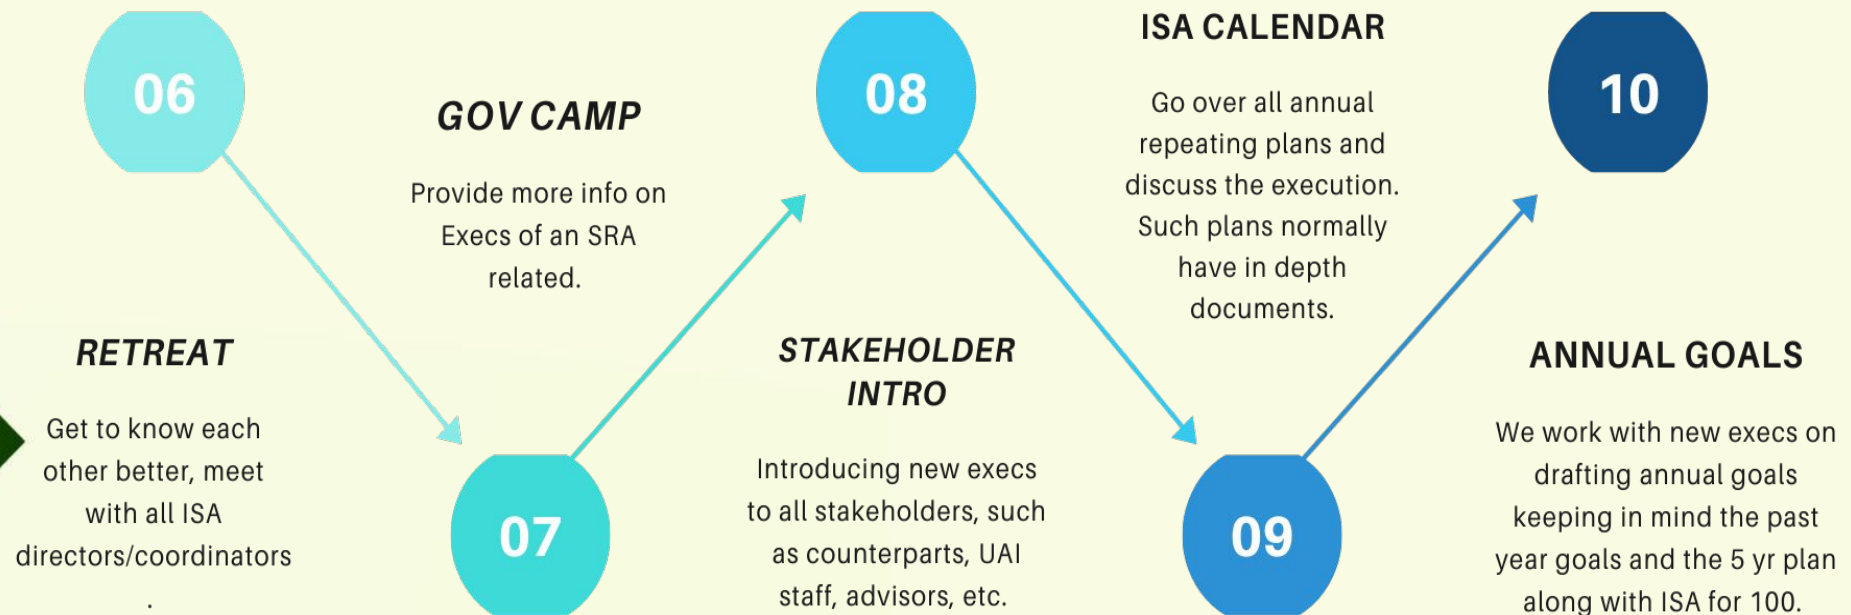 06
RETREAT
Get to know each
other better, meet
with all ISA
directors/coordinators
.
GOV CAMP
Provide more info on
Execs of an SRA
related.
07
08
STAKEHOLDER
INTRO
Introducing new execs
to all stakeholders, such
as counterparts, UAI
staff, advisors, etc.
ISA CALENDAR
Go over all annual
repeating plans and
discuss the execution.
Such plans normally
have in depth
documents.
09
10
ANNUAL GOALS
We work with new execs on
drafting annual goals
keeping in mind the past
year goals and the 5 yr plan
along with ISA for 100.